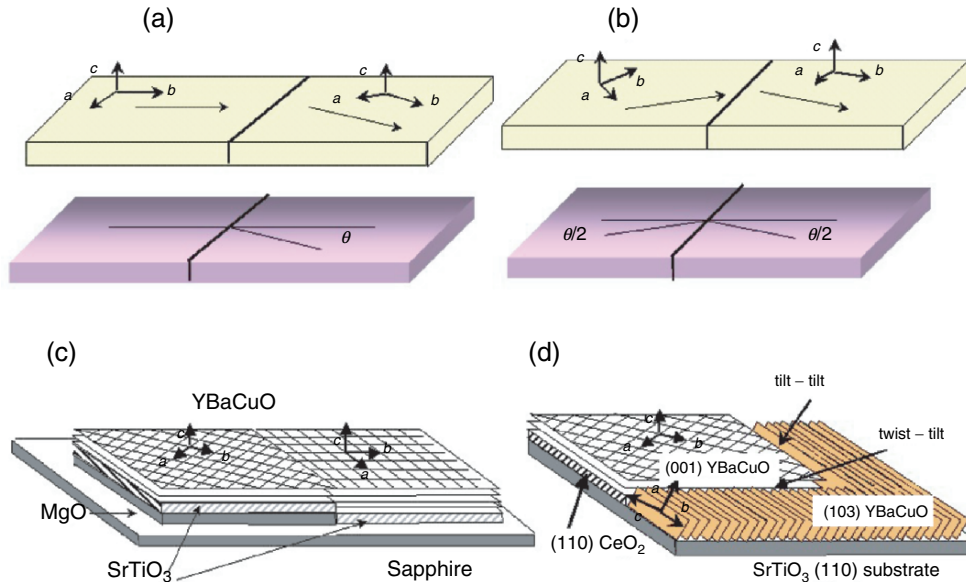 (a)
c
a
b
c
a
b
θ
(b)
c
a
b
c
a
b
θ/2
θ/2
(c)
YBaCuO
c
a
b
c
b
a
MgO
SrTiO₃
Sapphire
(d)
tilt – tilt
twist – tilt
c
a
b
(001) YBaCuO
a
b
c
(103) YBaCuO
(110) CeO₂
SrTiO₃ (110) substrate